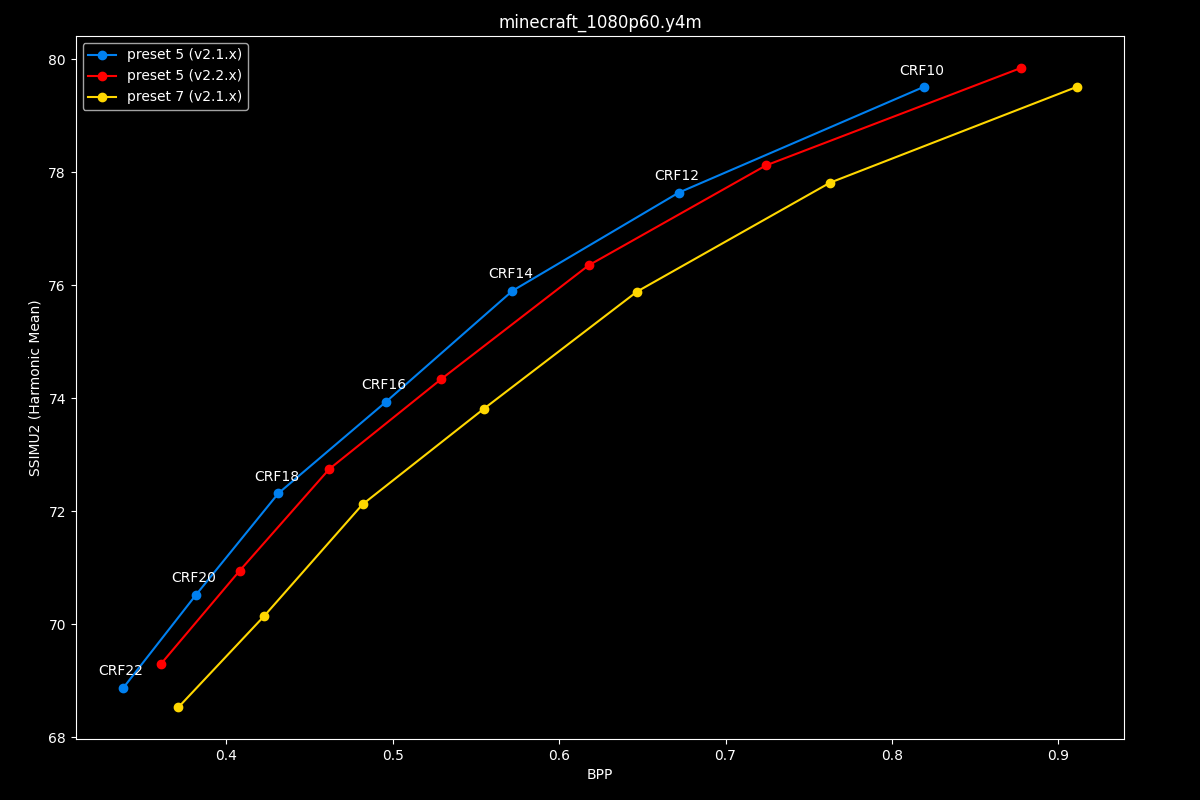 minecraft_1080p60.y4m
preset 5 (v2.1.x)
preset 5 (v2.2.x)
preset 7 (v2.1.x)
CRF10
CRF12
CRF14
CRF16
CRF18
CRF20
CRF22
SSIMU2 (Harmonic Mean)
80
78
76
74
72
70
68
0.4 0.5 0.6 0.7 0.8 0.9
BPP